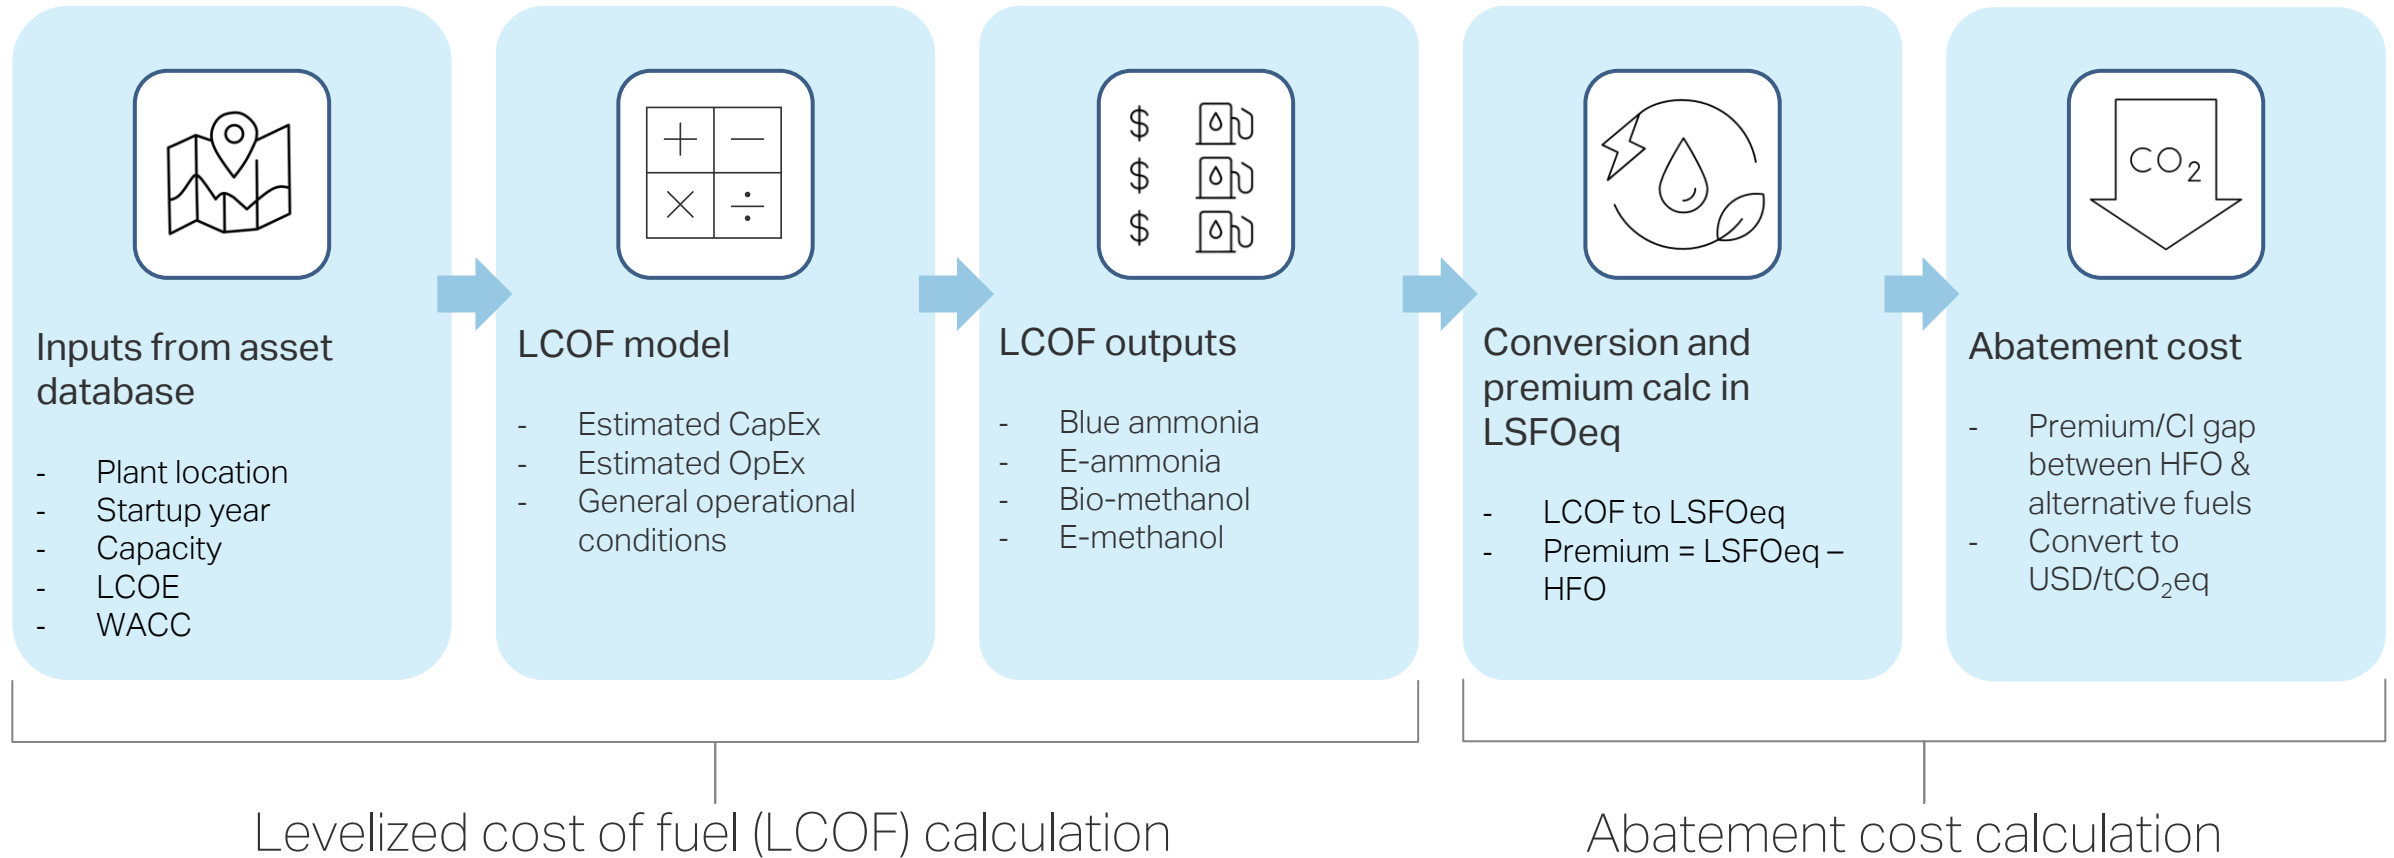 Inputs from asset
database
- Plant location
- Startup year
- Capacity
- LCOE
- WACC
LCOF model
- Estimated CapEx
- Estimated OpEx
- General operational
conditions
$
$
$
LCOF outputs
- Blue ammonia
- E-ammonia
- Bio-methanol
- E-methanol
Conversion and
premium calc in
LSFOeq
- LCOF to LSFOeq
- Premium = LSFOeq –
HFO
CO₂
Abatement cost
- Premium/CI gap
between HFO &
alternative fuels
- Convert to
USD/tCO₂eq
Levelized cost of fuel (LCOF) calculation
Abatement cost calculation